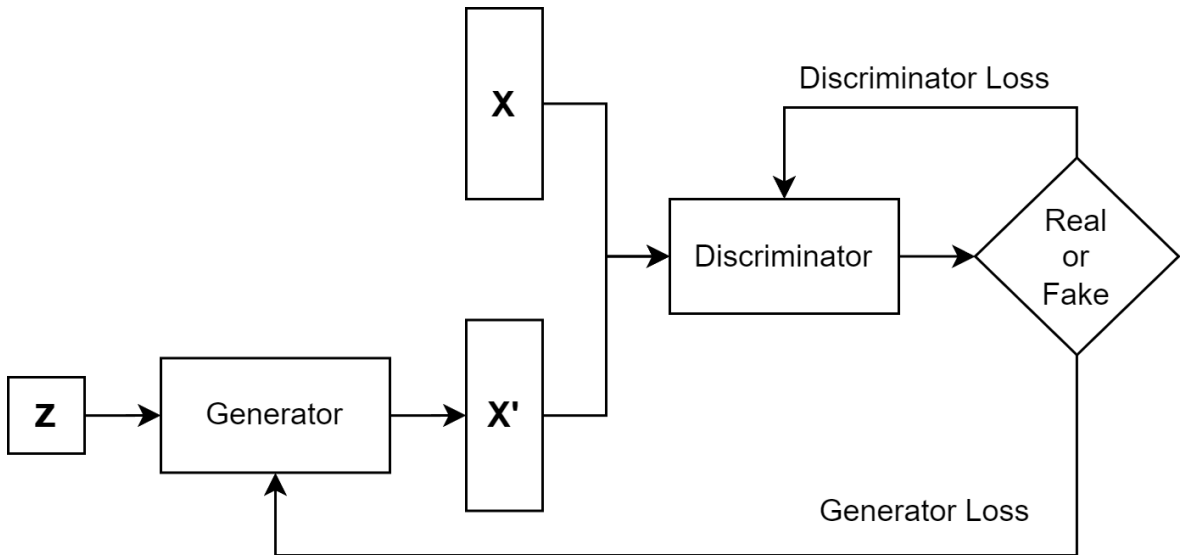 X
Discriminator Loss
Discriminator
Real
or
Fake
z
Generator
X'
Generator Loss